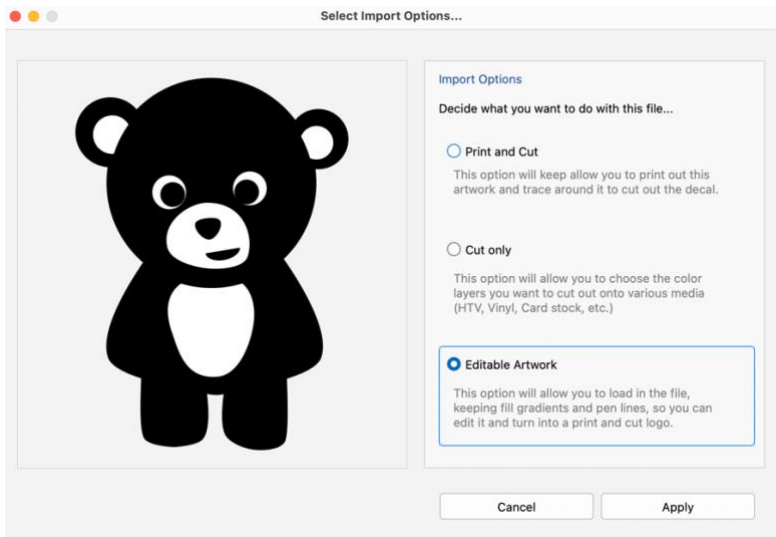 Select Import Options...
Import Options
Decide what you want to do with this file...
Print and Cut
This option will keep allow you to print out this
artwork and trace around it to cut out the decal.
Cut only
This option will allow you to choose the color
layers you want to cut out onto various media
(HTV, Vinyl, Card stock, etc.)
Editable Artwork
This option will allow you to load in the file,
keeping fill gradients and pen lines, so you can
edit it and turn into a print and cut logo.
Cancel
Apply